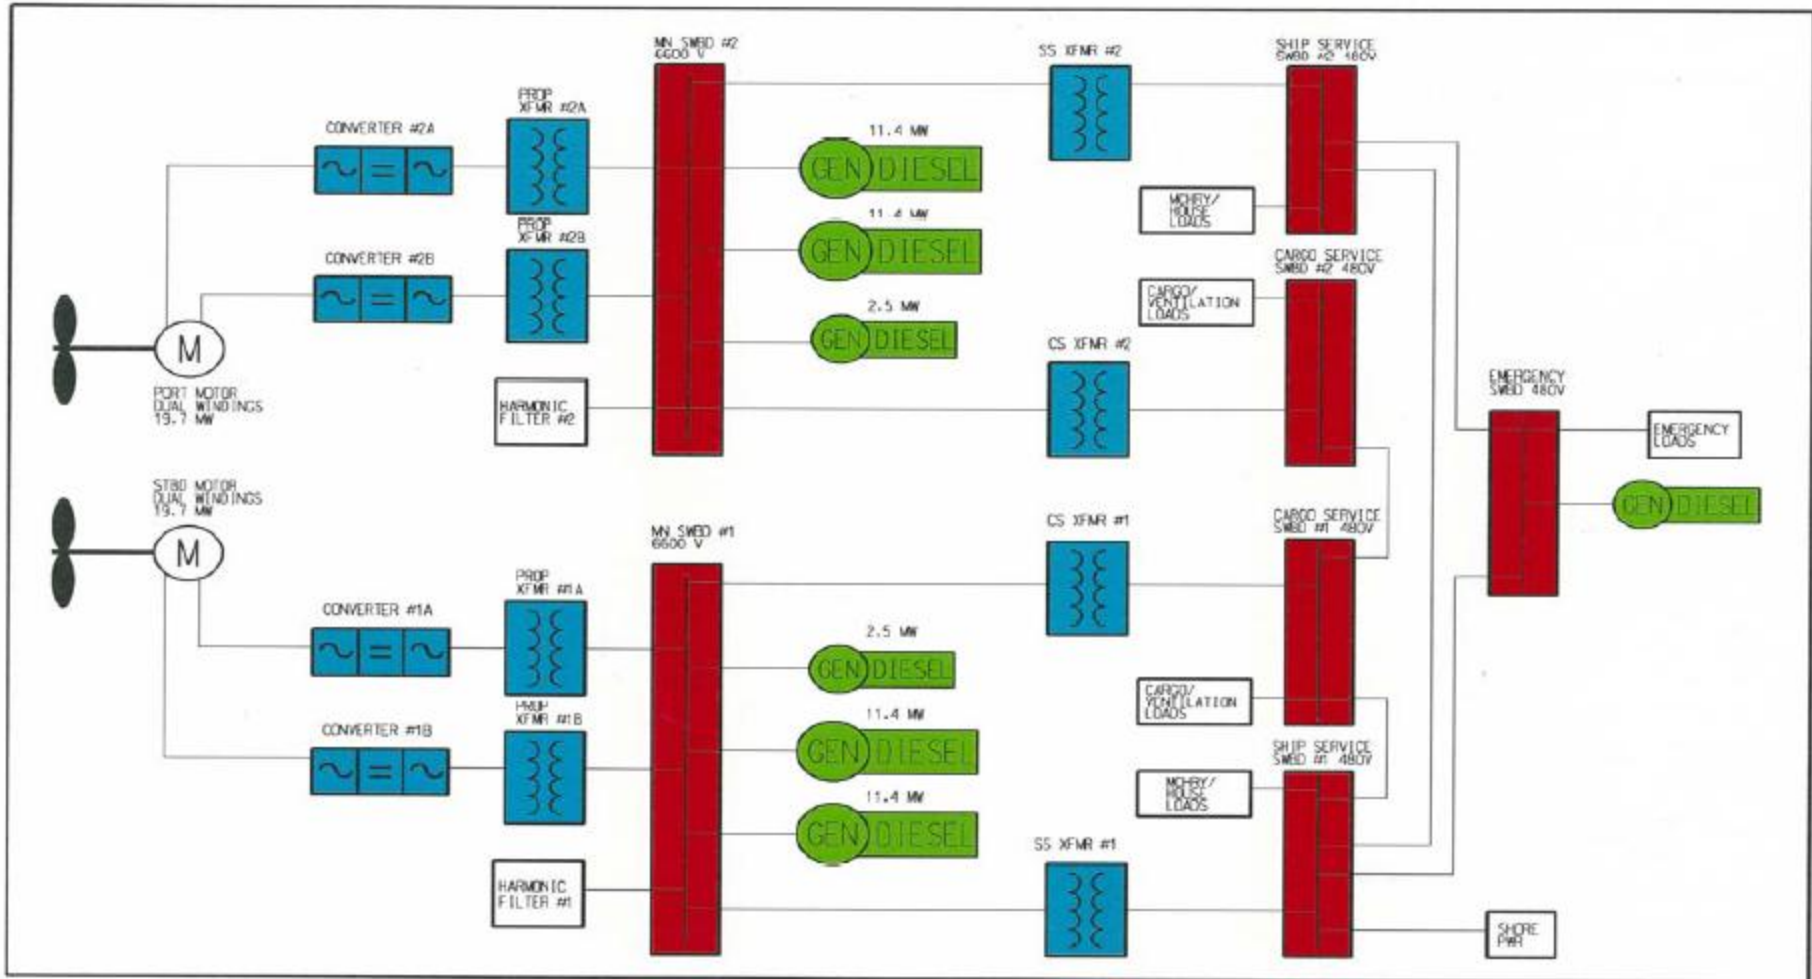 MN SWBD #2
6600 V
SS XFMR #2
SHIP SERVICE
SWBD #2 480V
PROP
XFMR #2A
CONVERTER #2A
11.4 MW
GEN DIESEL
MCHRY/
HOUSE
LOADS
PROP
XFMR #2B
11.4 MW
GEN DIESEL
CONVERTER #2B
CARGO SERVICE
SWBD #2 480V
CARGO/
VENTILATION
LOADS
2.5 MW
GEN DIESEL
M
PORT MOTOR
DUAL WINDINGS
19.7 MW
CS XFMR #2
HARMONIC
FILTER #2
EMERGENCY
SWBD 480V
EMERGENCY
LOADS
GEN DIESEL
STBD MOTOR
DUAL WINDINGS
19.7 MW
M
MN SWBD #1
6600 V
CS XFMR #1
CARGO SERVICE
SWBD #1 480V
PROP
XFMR #1A
CONVERTER #1A
2.5 MW
GEN DIESEL
CARGO/
VENTILATION
LOADS
PROP
XFMR #1B
CONVERTER #1B
11.4 MW
GEN DIESEL
SHIP SERVICE
SWBD #1 480V
MCHRY/
HOUSE
LOADS
11.4 MW
GEN DIESEL
SS XFMR #1
HARMONIC
FILTER #1
SHORE
PWR